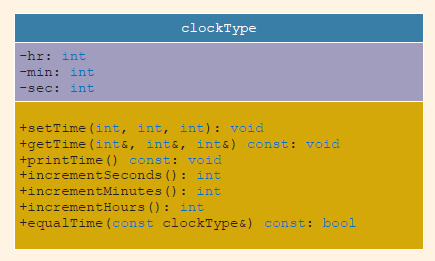 clockType
-hr: int
-min: int
-sec: int
+setTime(int, int, int): void
+getTime(int&, int&, int&) const: void
+printTime() const: void
+incrementSeconds(): int
+incrementMinutes(): int
+incrementHours(): int
+equalTime(const clockType&) const: bool